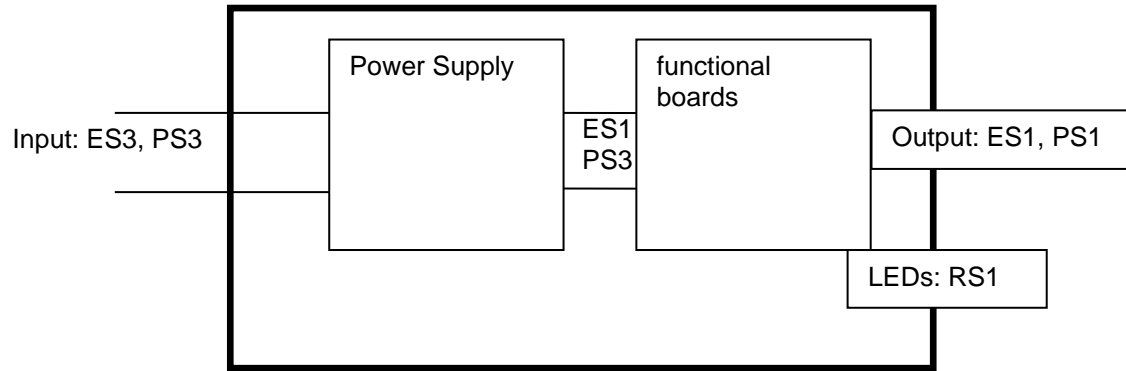 Power Supply
functional
boards
Input: ES3, PS3
ES1
PS3
Output: ES1, PS1
LEDs: RS1